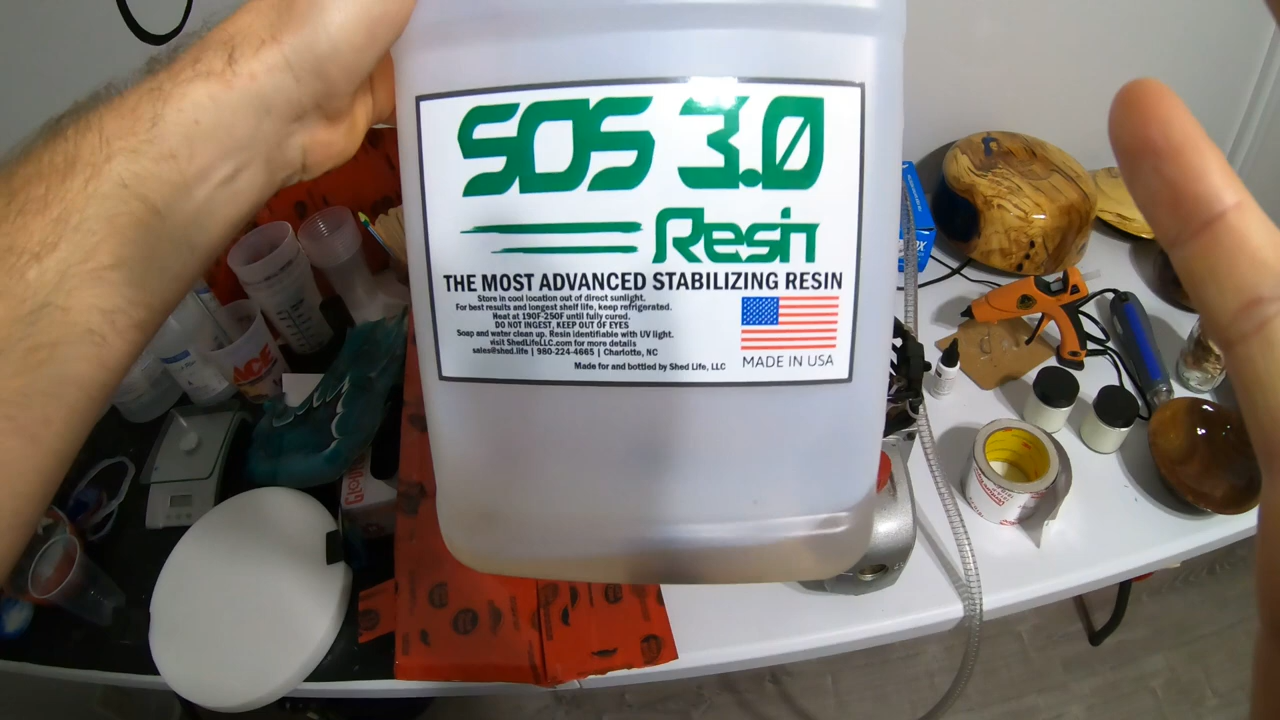 SOS 3.0
Resin
THE MOST ADVANCED STABILIZING RESIN
Store in cool location out of direct sunlight.
For best results and longest shelf life, keep refrigerated.
Heat at 190F-250F until fully cured.
DO NOT INGEST, KEEP OUT OF EYES
Soap and water clean up. Resin identifiable with UV light.
visit ShedLifeLLC.com for more details
sales@shed.life | 980-224-4665 | Charlotte, NC
Made for and bottled by Shed Life, LLC
MADE IN USA
ACE